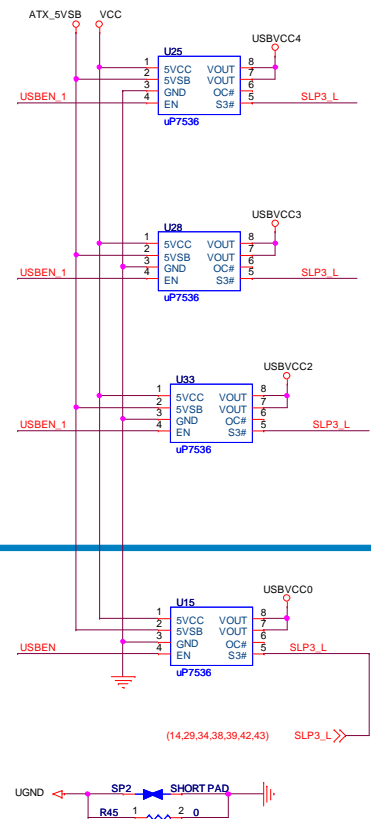 ATX_5VSB VCC
USBVCC4
U25
1 5VCC VOUT 8
2 5VSB VOUT 7
3 GND OC# 6
USBEN_1 4 EN S3# 5 SLP3_L
uP7536
USBVCC3
U28
1 5VCC VOUT 8
2 5VSB VOUT 7
3 GND OC# 6
USBEN_1 4 EN S3# 5 SLP3_L
uP7536
USBVCC2
U33
1 5VCC VOUT 8
2 5VSB VOUT 7
3 GND OC# 6
USBEN_1 4 EN S3# 5 SLP3_L
uP7536
USBVCC0
U15
1 5VCC VOUT 8
2 5VSB VOUT 7
3 GND OC# 6
USBEN 4 EN S3# 5 SLP3_L
uP7536
(14,29,34,38,39,42,43) SLP3_L
UGND SP2 SHORT PAD
R45 1 2 0